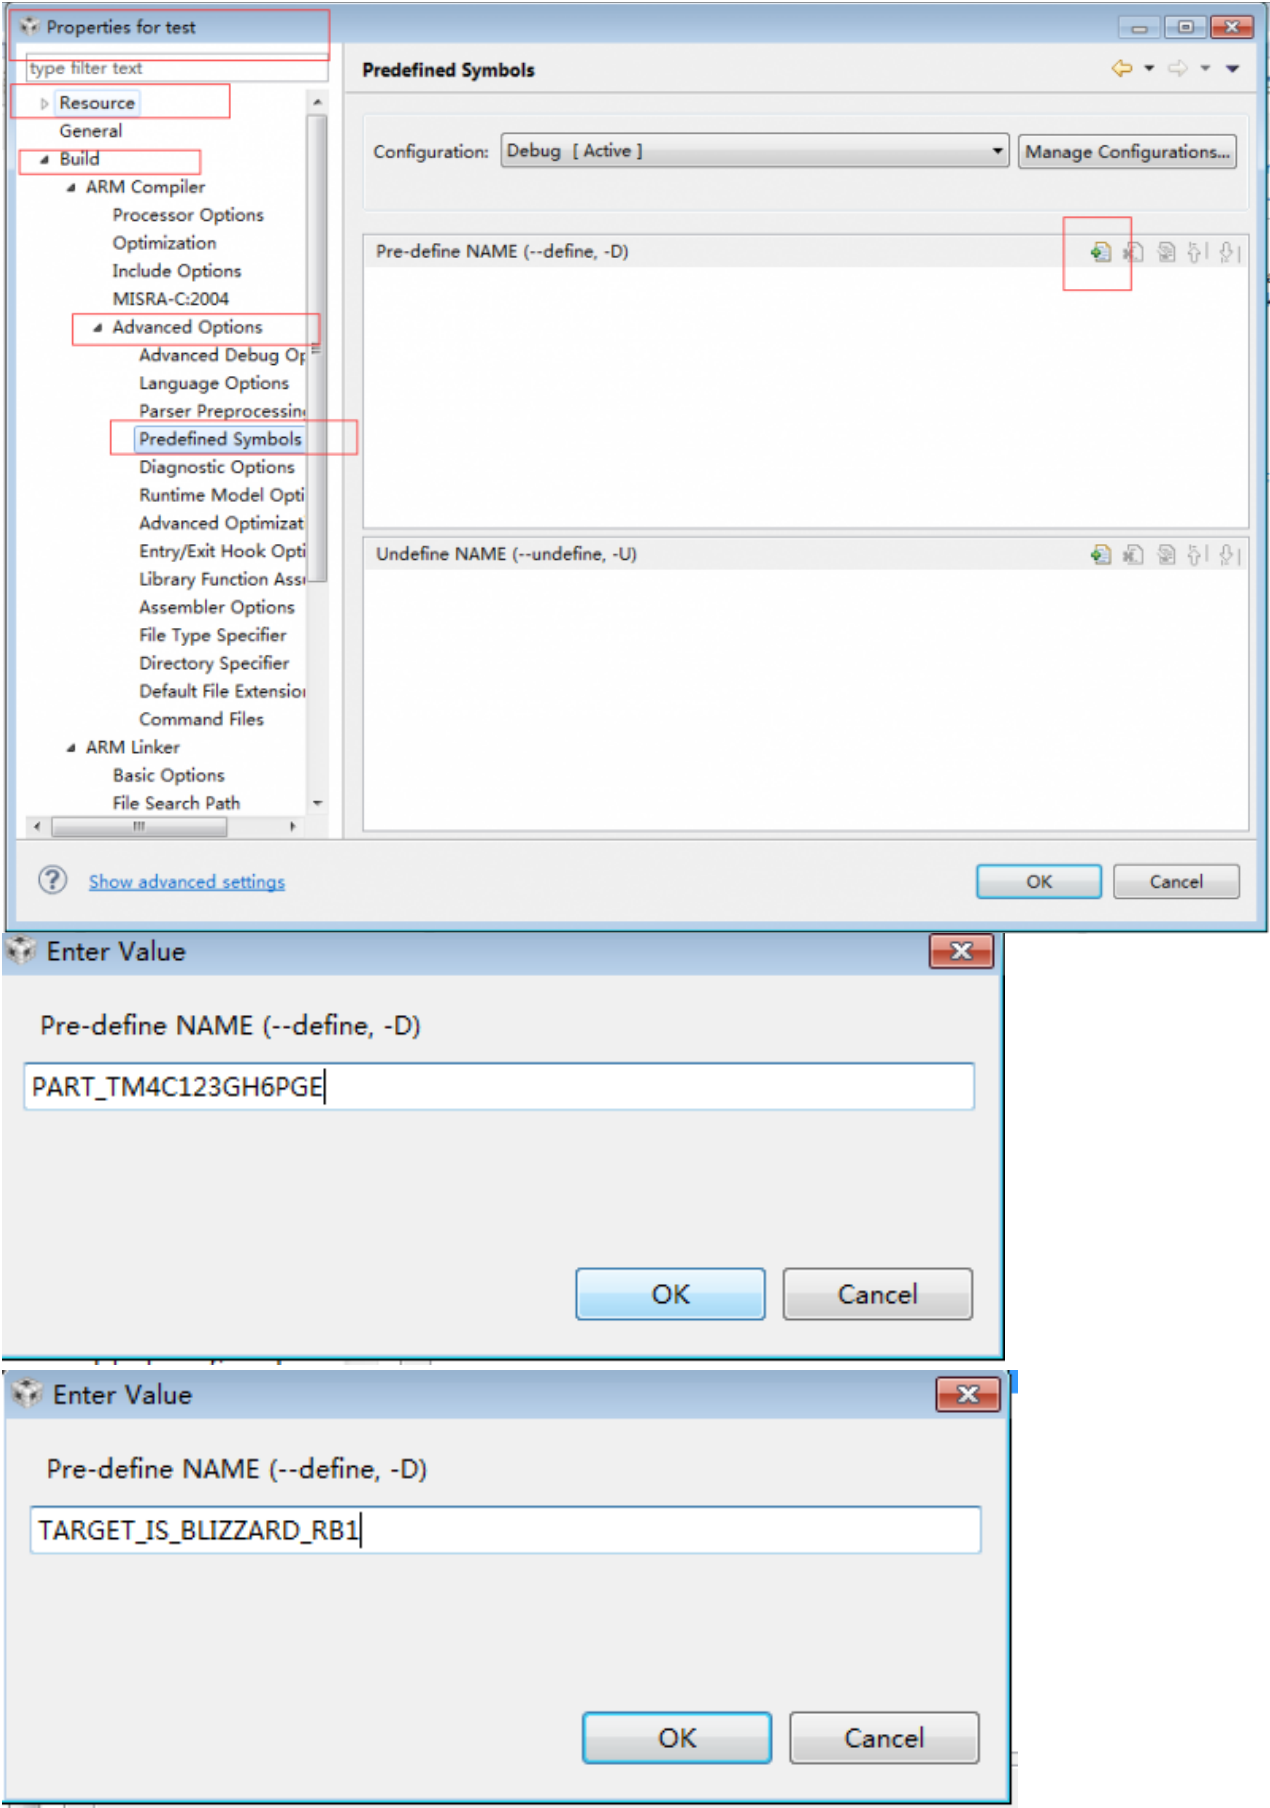 Properties for test
type filter text
Resource
General
Build
ARM Compiler
Processor Options
Optimization
Include Options
MISRA-C:2004
Advanced Options
Advanced Debug Op
Language Options
Parser Preprocessin
Predefined Symbols
Diagnostic Options
Runtime Model Opti
Advanced Optimizat
Entry/Exit Hook Opti
Library Function Ass
Assembler Options
File Type Specifier
Directory Specifier
Default File Extensio
Command Files
ARM Linker
Basic Options
File Search Path
Predefined Symbols
Configuration: Debug [ Active ] Manage Configurations...
Pre-define NAME (--define, -D)
Undefine NAME (--undefine, -U)
Show advanced settings
OK Cancel
Enter Value
Pre-define NAME (--define, -D)
PART_TM4C123GH6PGE
OK Cancel
Enter Value
Pre-define NAME (--define, -D)
TARGET_IS_BLIZZARD_RB1
OK Cancel